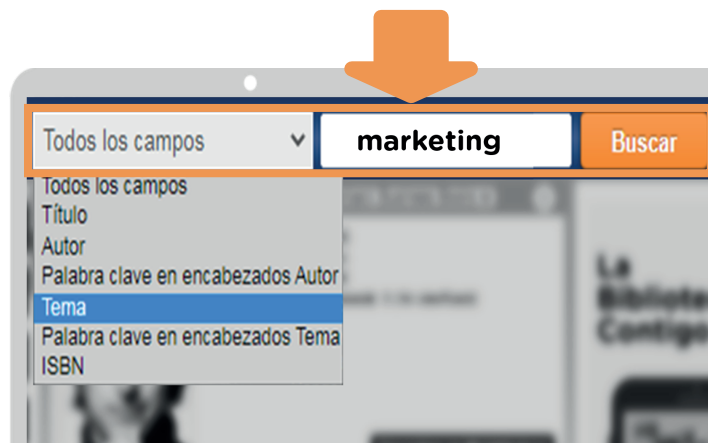 Todos los campos
marketing
Buscar
Todos los campos
Título
Autor
Palabra clave en encabezados Autor
Tema
Palabra clave en encabezados Tema
ISBN
La
Bibliote
Contigo